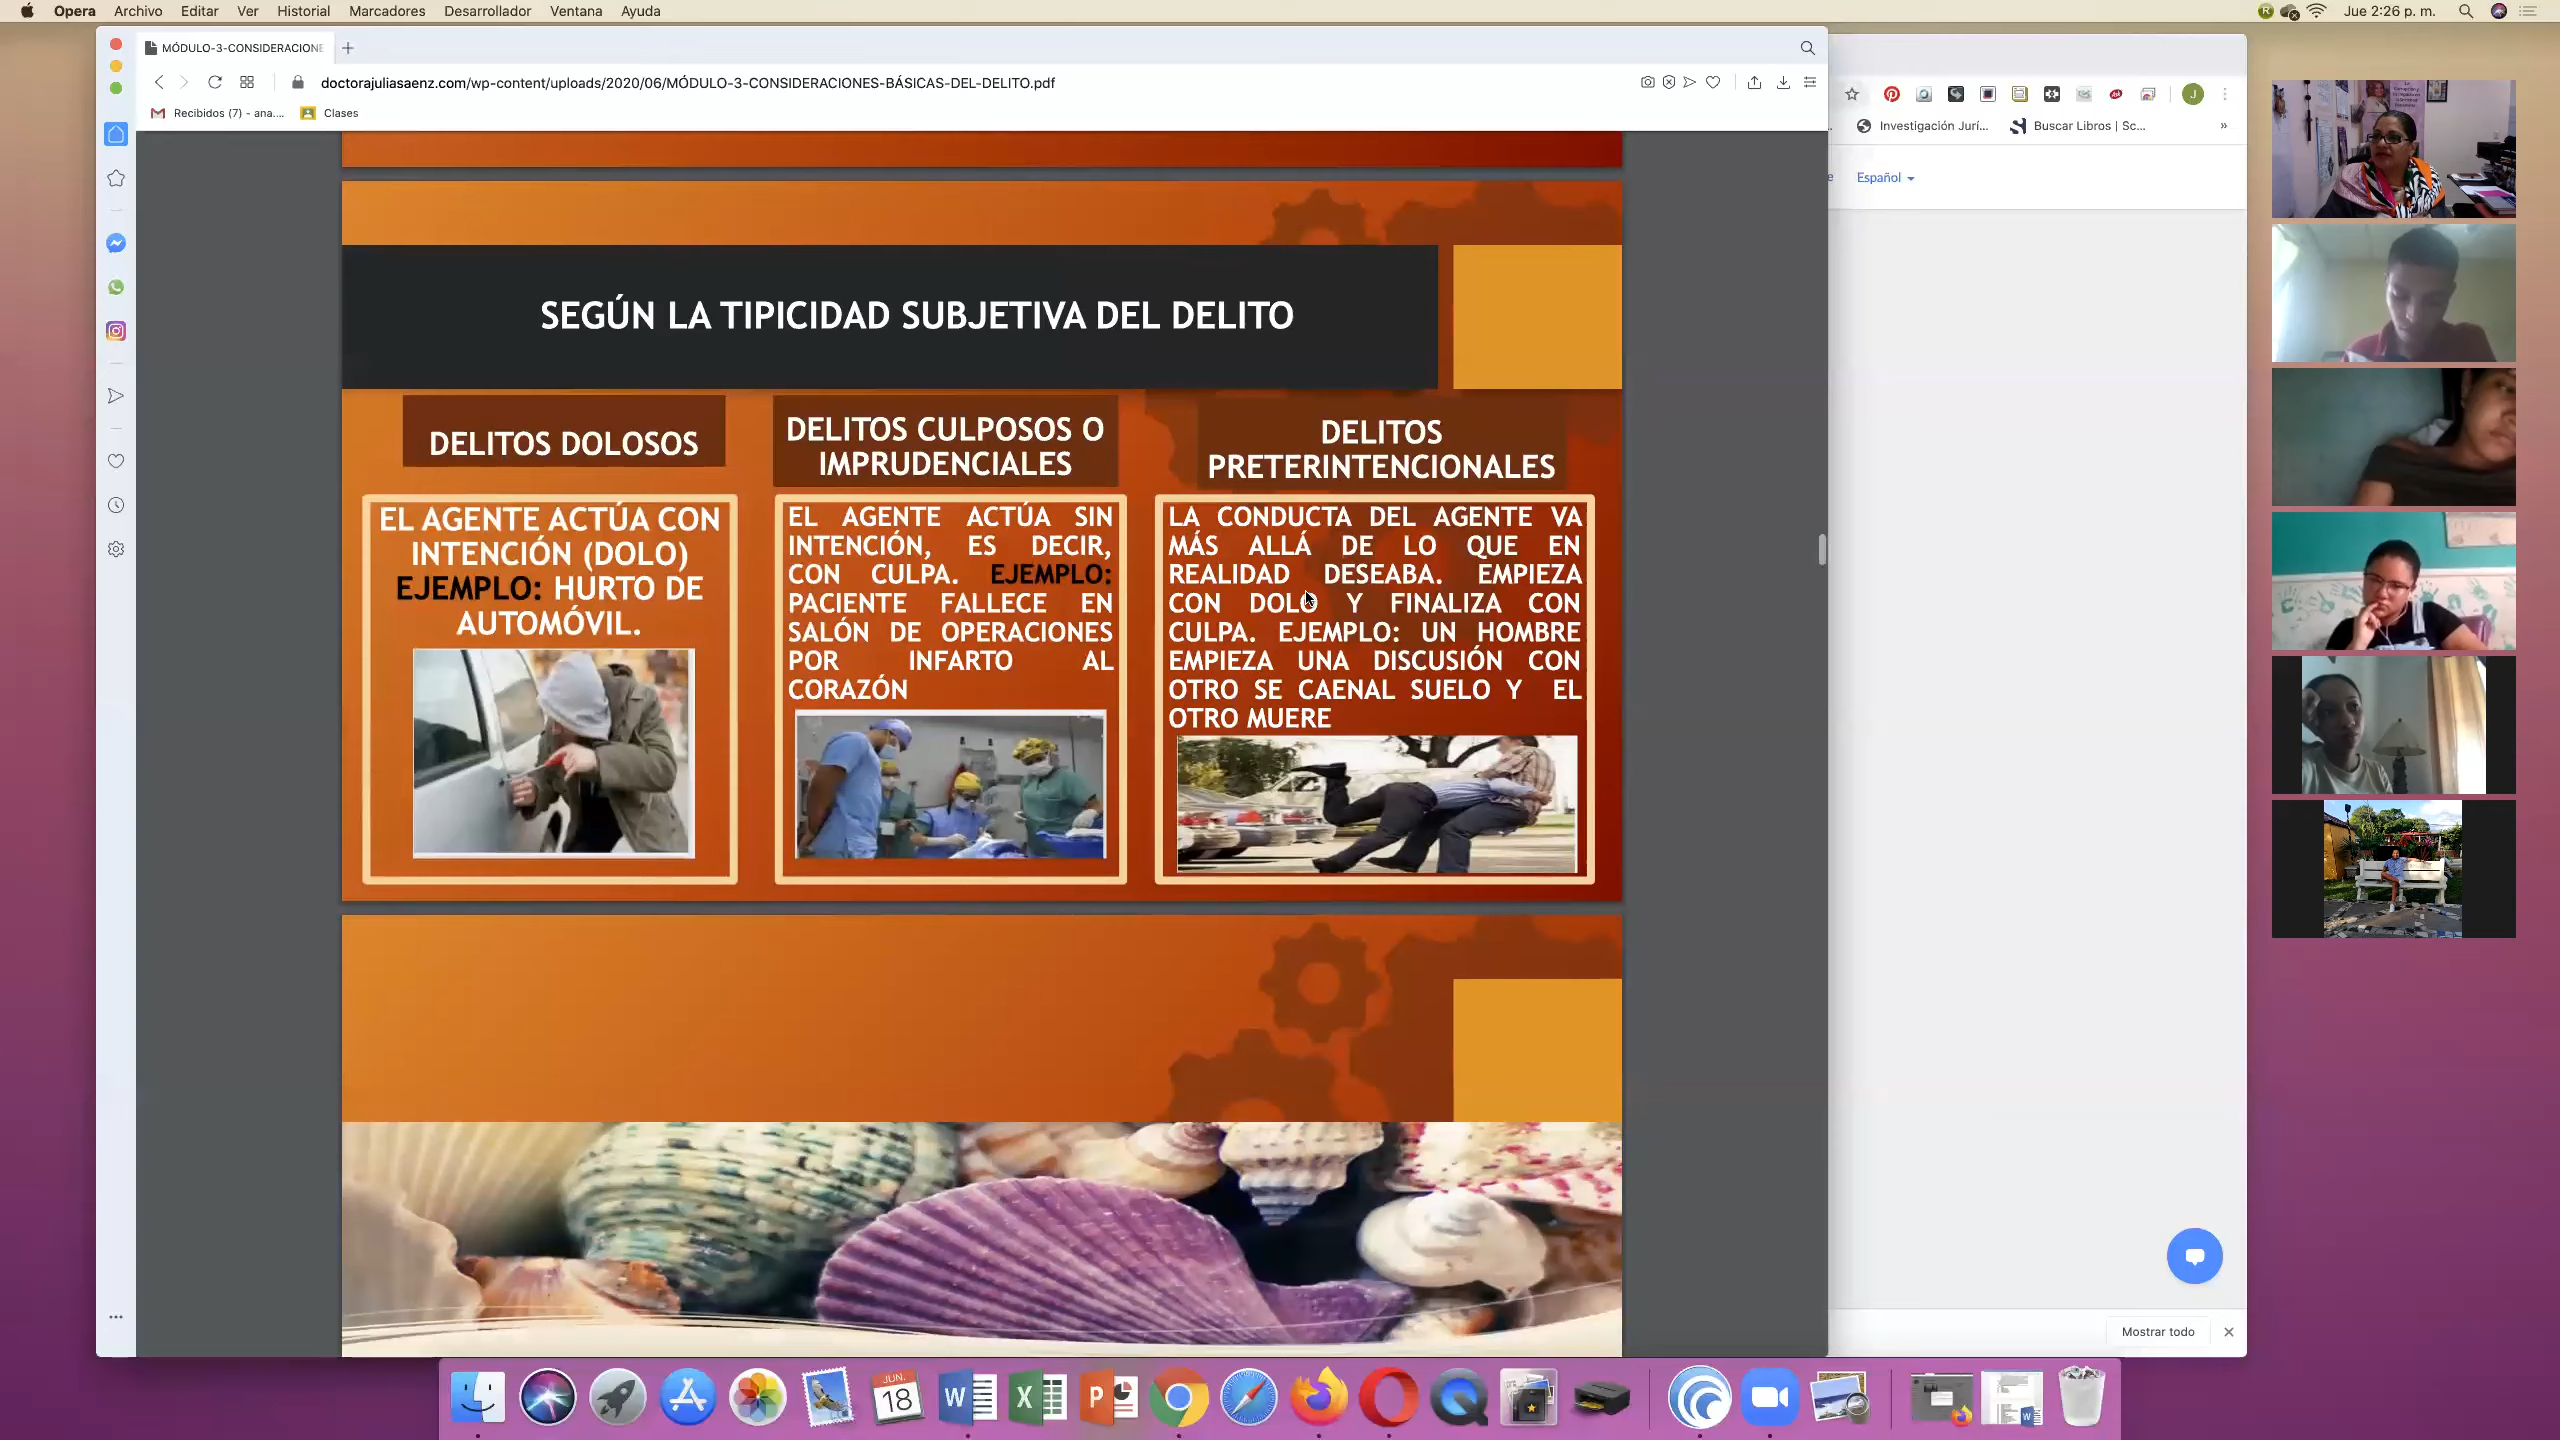 Opera Archivo Editar Ver Historial Marcadores Desarrollador Ventana Ayuda
Jue 2:26 p. m.
MÓDULO-3-CONSIDERACIONE
doctorajuliasaenz.com/wp-content/uploads/2020/06/MÓDULO-3-CONSIDERACIONES-BÁSICAS-DEL-DELITO.pdf
Recibidos (7) - ana.... Clases
J
Investigación Jurí... Buscar Libros | Sc... »
Español
SEGÚN LA TIPICIDAD SUBJETIVA DEL DELITO
DELITOS DOLOSOS
EL AGENTE ACTÚA CON
INTENCIÓN (DOLO)
EJEMPLO: HURTO DE
AUTOMÓVIL.
DELITOS CULPOSOS O
IMPRUDENCIALES
EL AGENTE ACTÚA SIN
INTENCIÓN, ES DECIR,
CON CULPA. EJEMPLO:
PACIENTE FALLECE EN
SALÓN DE OPERACIONES
POR INFARTO AL
CORAZÓN
DELITOS
PRETERINTENCIONALES
LA CONDUCTA DEL AGENTE VA
MÁS ALLÁ DE LO QUE EN
REALIDAD DESEABA. EMPIEZA
CON DOLO Y FINALIZA CON
CULPA. EJEMPLO: UN HOMBRE
EMPIEZA UNA DISCUSIÓN CON
OTRO SE CAENAL SUELO Y EL
OTRO MUERE
Mostrar todo
JUN.
18
W
X
P
W